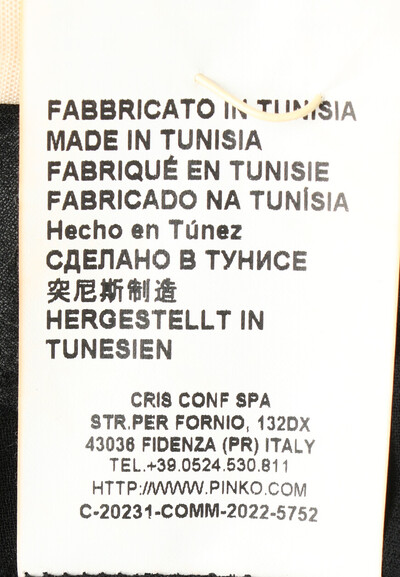 FABBRICATO IN TUNISIA
MADE IN TUNISIA
FABRIQUÉ EN TUNISIE
FABRICADO NA TUNÍSIA
Hecho en Túnez
СДЕЛАНО В ТУНИСЕ
突尼斯制造
HERGESTELLT IN
TUNESIEN
CRIS CONF SPA
STR.PER FORNIO, 132DX
43036 FIDENZA (PR) ITALY
TEL.+39.0524.530.811
HTTP://WWW.PINKO.COM
C-20231-COMM-2022-5752